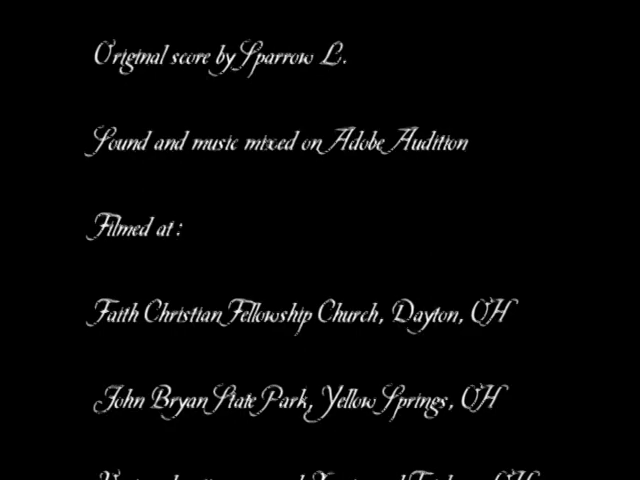 Original score by Sparrow L.
Sound and music mixed on Adobe Audition
Filmed at:
Faith Christian Fellowship Church, Dayton, OH
John Bryan State Park, Yellow Springs, OH